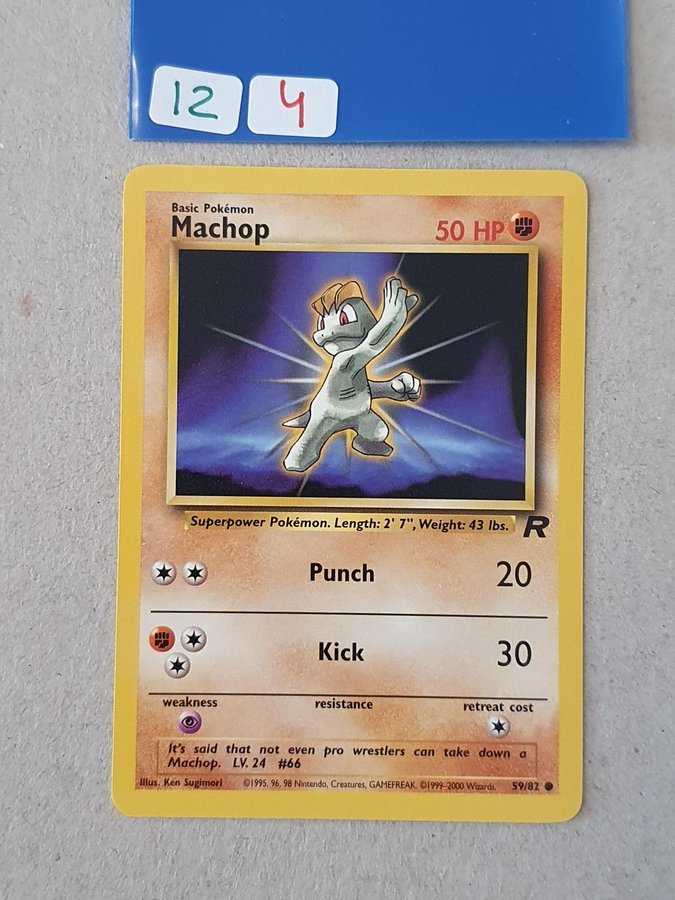 12 4
Basic Pokémon
Machop 50 HP
Superpower Pokémon. Length: 2' 7", Weight: 43 lbs. R
Punch 20
Kick 30
weakness resistance retreat cost
It's said that not even pro wrestlers can take down a
Machop. LV. 24 #66
Illus. Ken Sugimori ©1995, 96, 98 Nintendo, Creatures, GAMEFREAK. ©1999–2000 Wizards. 59/82